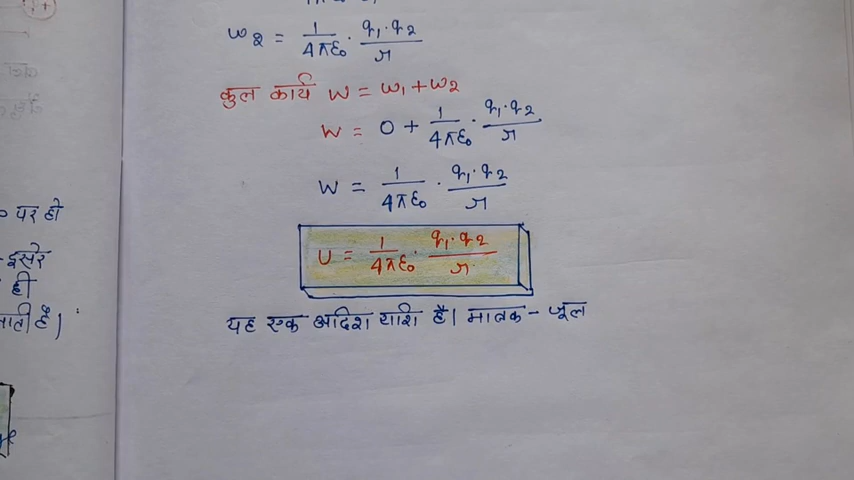 पर हो
इसरे
ही
जाती है।
W2 = 1/4πε0 · q1·q2/r
कुल कार्य W = W1 + W2
W = 0 + 1/4πε0 · q1·q2/r
W = 1/4πε0 · q1·q2/r
U = 1/4πε0 · q1·q2/r
यह एक अदिश राशि है। मात्रक - जूल